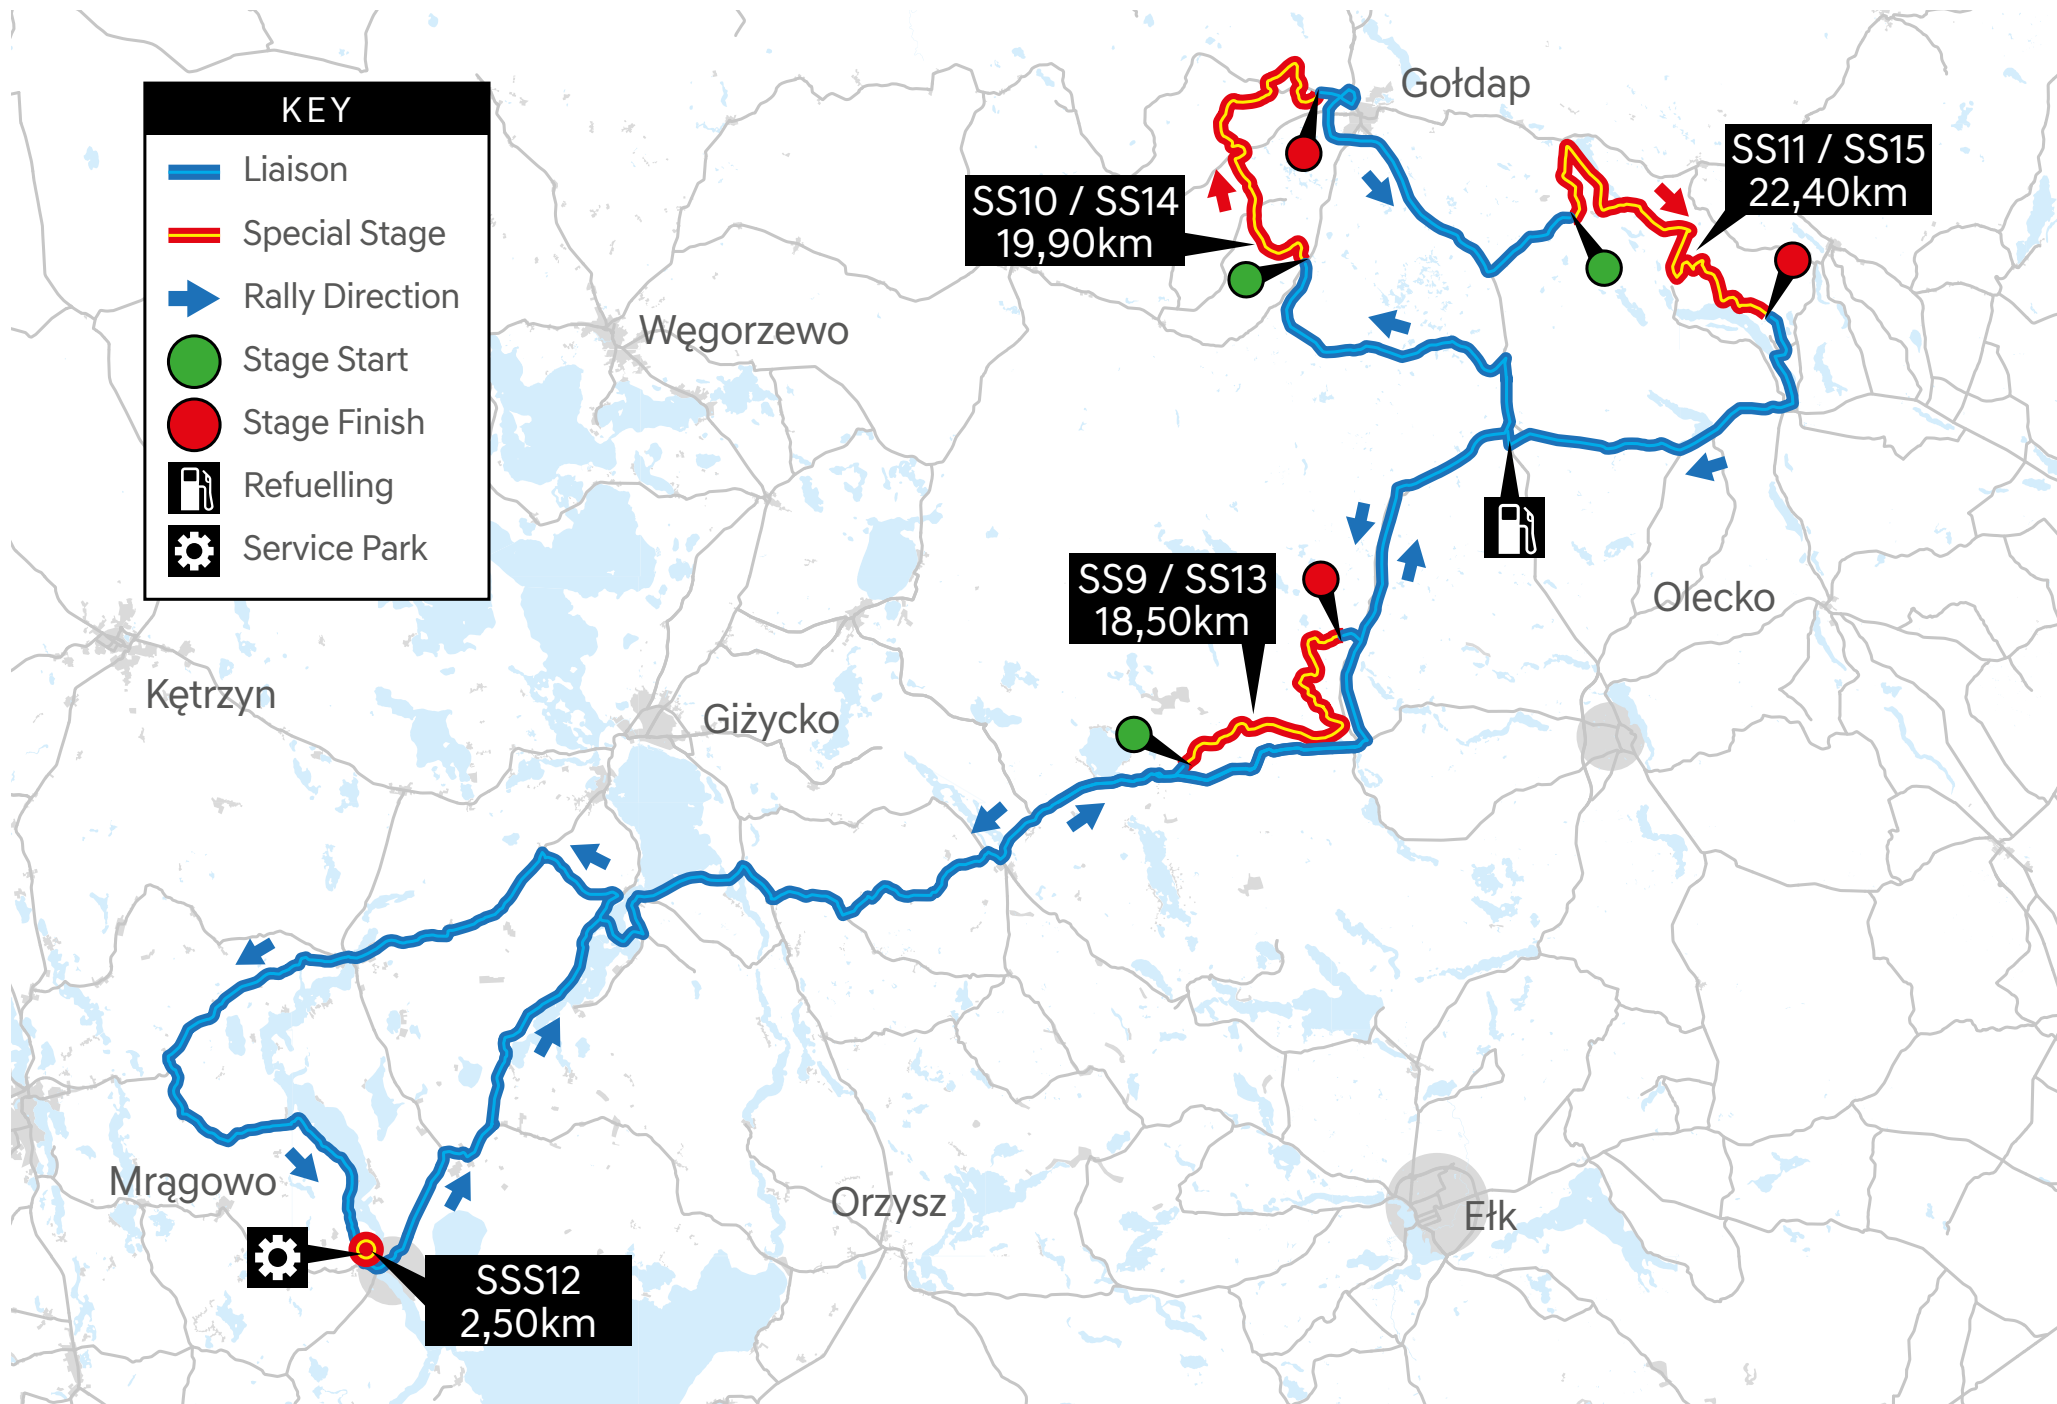 KEY
Liaison
Special Stage
Rally Direction
Stage Start
Stage Finish
Refuelling
Service Park
Gołdap
SS11 / SS15
22,40km
SS10 / SS14
19,90km
Węgorzewo
SS9 / SS13
18,50km
Olecko
Kętrzyn
Giżycko
Mrągowo
Orzysz
Ełk
SSS12
2,50km